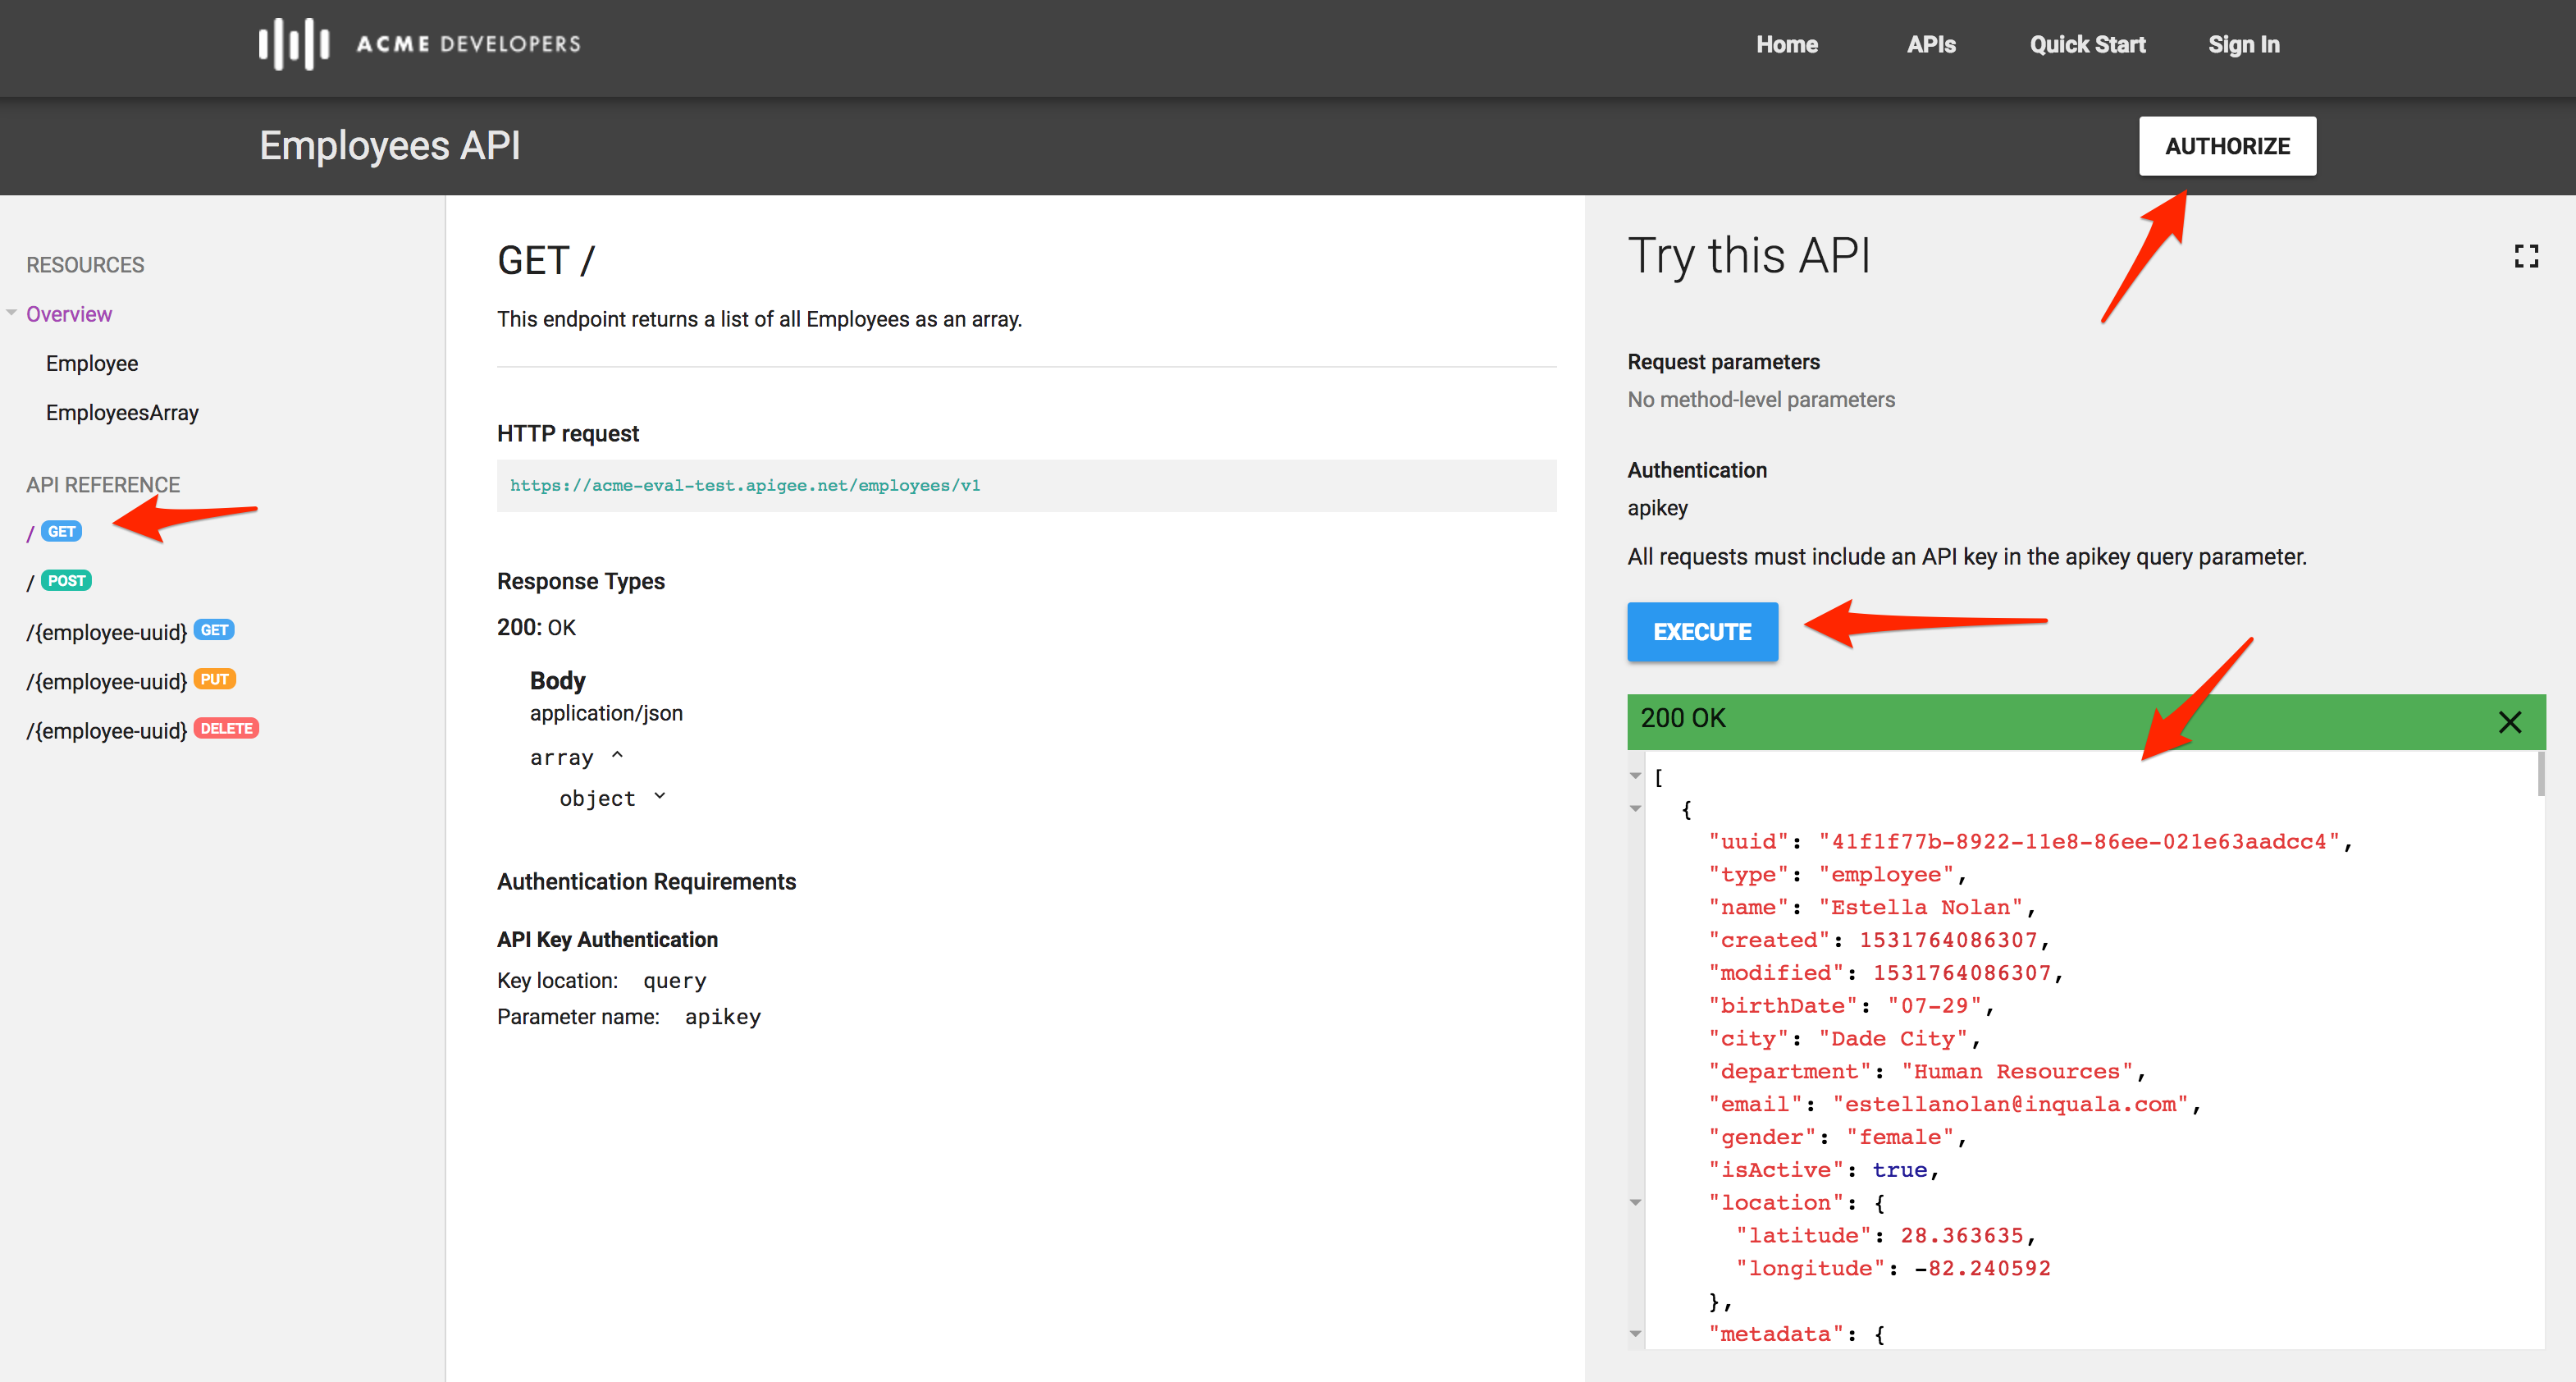 ACME DEVELOPERS
Home APIs Quick Start Sign In
Employees API
AUTHORIZE
RESOURCES
Overview
Employee
EmployeesArray
API REFERENCE
/ GET
/ POST
/{employee-uuid} GET
/{employee-uuid} PUT
/{employee-uuid} DELETE
GET /
This endpoint returns a list of all Employees as an array.
HTTP request
https://acme-eval-test.apigee.net/employees/v1
Response Types
200: OK
Body
application/json
array
object
Authentication Requirements
API Key Authentication
Key location: query
Parameter name: apikey
Try this API
Request parameters
No method-level parameters
Authentication
apikey
All requests must include an API key in the apikey query parameter.
EXECUTE
200 OK
[
{
"uuid": "41f1f77b-8922-11e8-86ee-021e63aadcc4",
"type": "employee",
"name": "Estella Nolan",
"created": 1531764086307,
"modified": 1531764086307,
"birthDate": "07-29",
"city": "Dade City",
"department": "Human Resources",
"email": "estellanolan@inquala.com",
"gender": "female",
"isActive": true,
"location": {
"latitude": 28.363635,
"longitude": -82.240592
},
"metadata": {